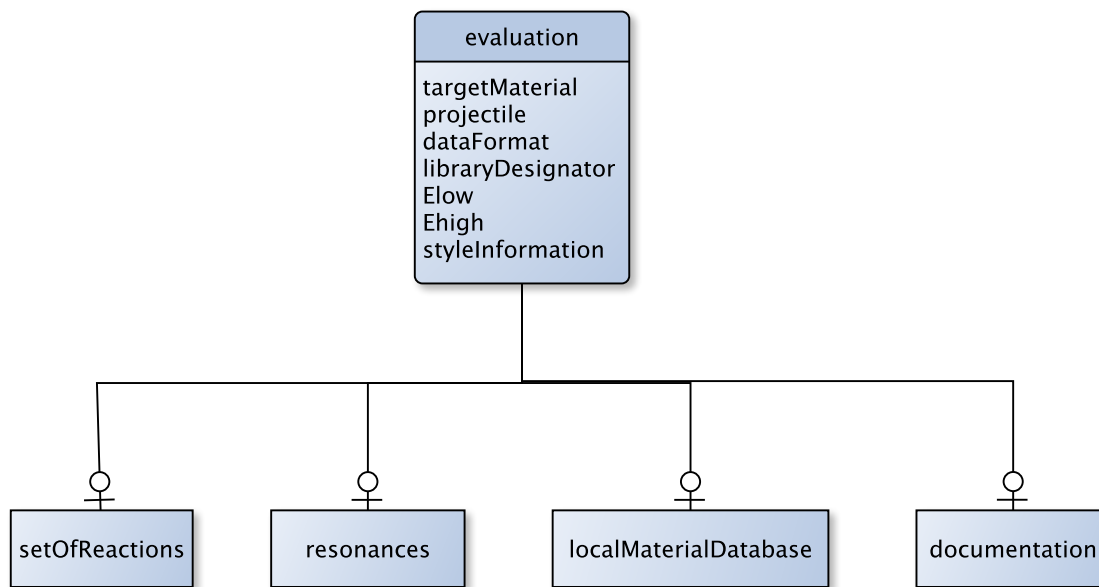 evaluation
targetMaterial
projectile
dataFormat
libraryDesignator
Elow
Ehigh
styleInformation
setOfReactions
resonances
localMaterialDatabase
documentation